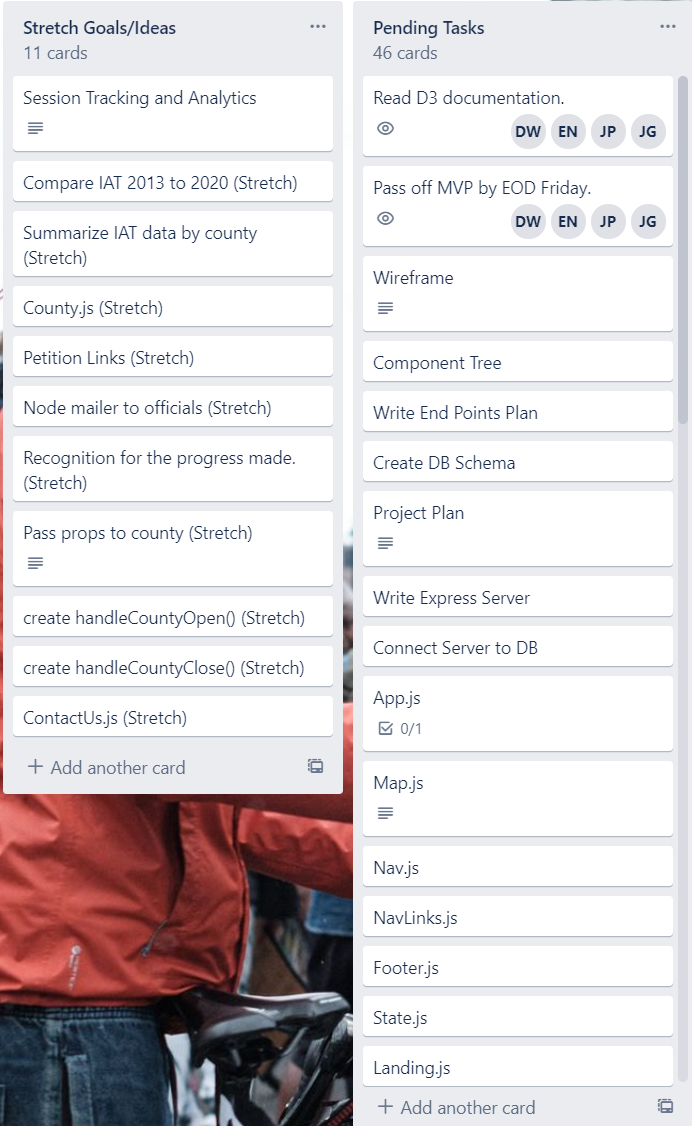 Stretch Goals/Ideas
11 cards
Session Tracking and Analytics
Compare IAT 2013 to 2020 (Stretch)
Summarize IAT data by county
(Stretch)
County.js (Stretch)
Petition Links (Stretch)
Node mailer to officials (Stretch)
Recognition for the progress made.
(Stretch)
Pass props to county (Stretch)
create handleCountyOpen() (Stretch)
create handleCountyClose() (Stretch)
ContactUs.js (Stretch)
+ Add another card
Pending Tasks
46 cards
Read D3 documentation.
DW EN JP JG
Pass off MVP by EOD Friday.
DW EN JP JG
Wireframe
Component Tree
Write End Points Plan
Create DB Schema
Project Plan
Write Express Server
Connect Server to DB
App.js
0/1
Map.js
Nav.js
NavLinks.js
Footer.js
State.js
Landing.js
+ Add another card